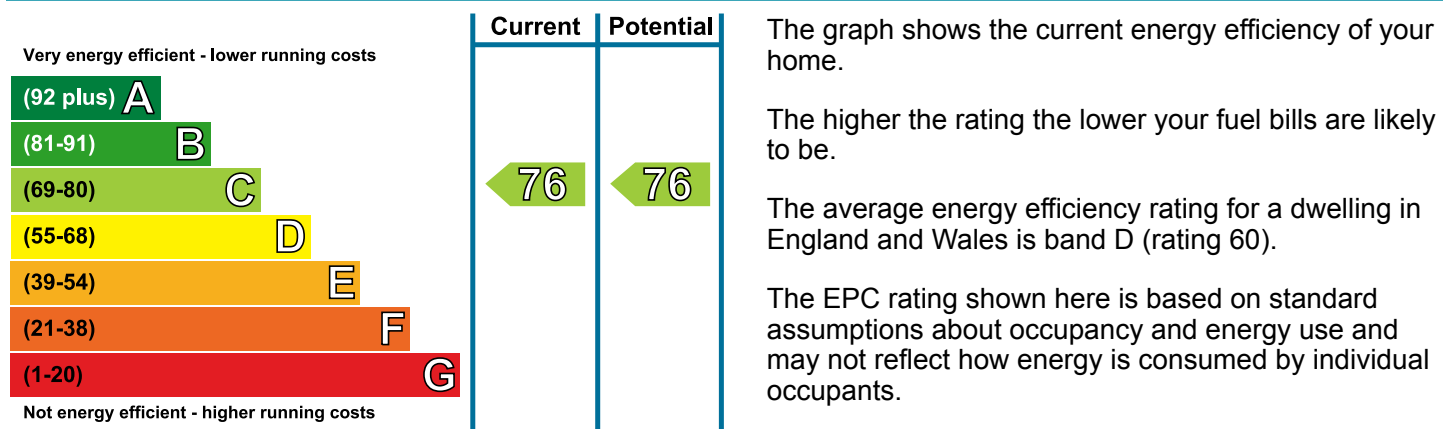 Current Potential
Very energy efficient - lower running costs
(92 plus) A
(81-91) B
(69-80) C
76 76
(55-68) D
(39-54) E
(21-38) F
(1-20) G
Not energy efficient - higher running costs
The graph shows the current energy efficiency of your
home.
The higher the rating the lower your fuel bills are likely
to be.
The average energy efficiency rating for a dwelling in
England and Wales is band D (rating 60).
The EPC rating shown here is based on standard
assumptions about occupancy and energy use and
may not reflect how energy is consumed by individual
occupants.